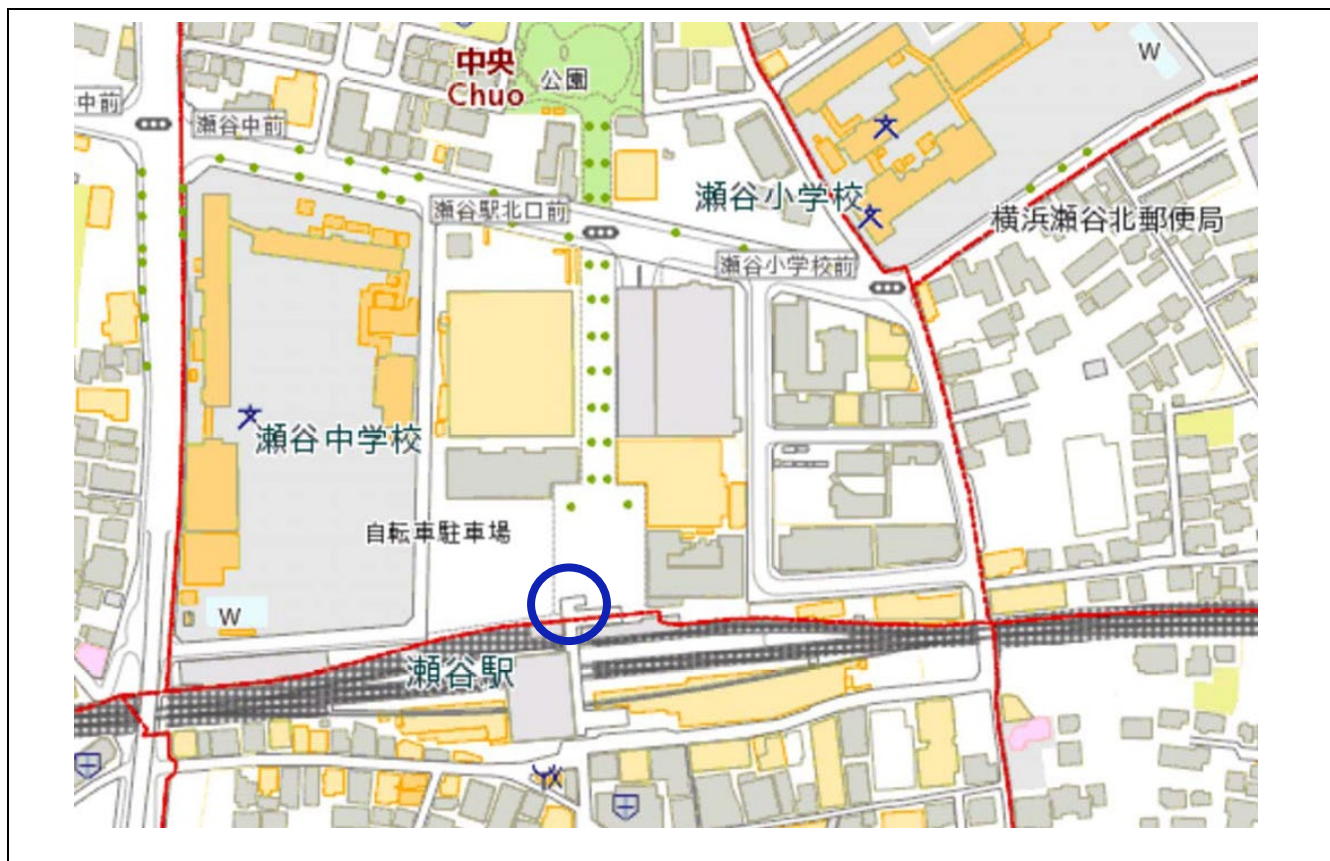 中央
Chuo
公園
W
中前
瀬谷中前
瀬谷小学校
瀬谷駅北口前
横浜瀬谷北郵便局
瀬谷小学校前
瀬谷中学校
自転車駐車場
W
瀬谷駅